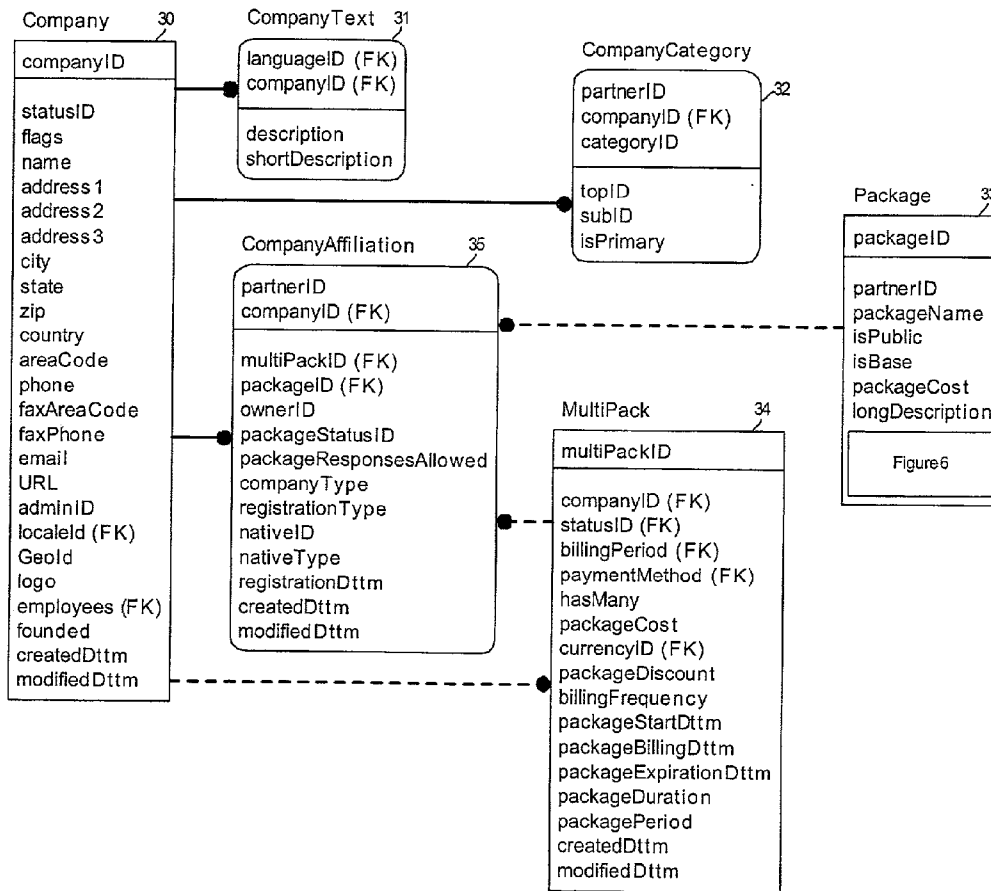 Company 30
companyID
statusID
flags
name
address1
address2
address3
city
state
zip
country
areaCode
phone
faxAreaCode
faxPhone
email
URL
adminID
localeId (FK)
GeoId
logo
employees (FK)
founded
createdDttm
modifiedDttm
CompanyText 31
languageID (FK)
companyID (FK)
description
shortDescription
CompanyCategory
32
partnerID
companyID (FK)
categoryID
topID
subID
isPrimary
Package
packageID
partnerID
packageName
isPublic
isBase
packageCost
longDescription
Figure6
CompanyAffiliation 35
partnerID
companyID (FK)
multiPackID (FK)
packageID (FK)
ownerID
packageStatusID
packageResponsesAllowed
companyType
registrationType
nativeID
nativeType
registrationDttm
createdDttm
modifiedDttm
MultiPack 34
multiPackID
companyID (FK)
statusID (FK)
billingPeriod (FK)
paymentMethod (FK)
hasMany
packageCost
currencyID (FK)
packageDiscount
billingFrequency
packageStartDttm
packageBillingDttm
packageExpirationDttm
packageDuration
packagePeriod
createdDttm
modifiedDttm